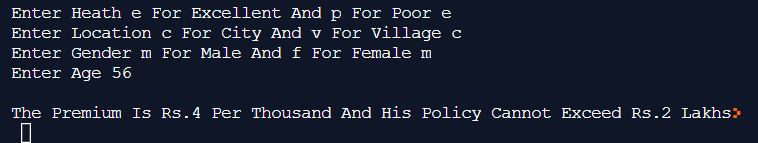 Enter Heath e For Excellent And p For Poor e
Enter Location c For City And v For Village c
Enter Gender m For Male And f For Female m
Enter Age 56
The Premium Is Rs.4 Per Thousand And His Policy Cannot Exceed Rs.2 Lakhs